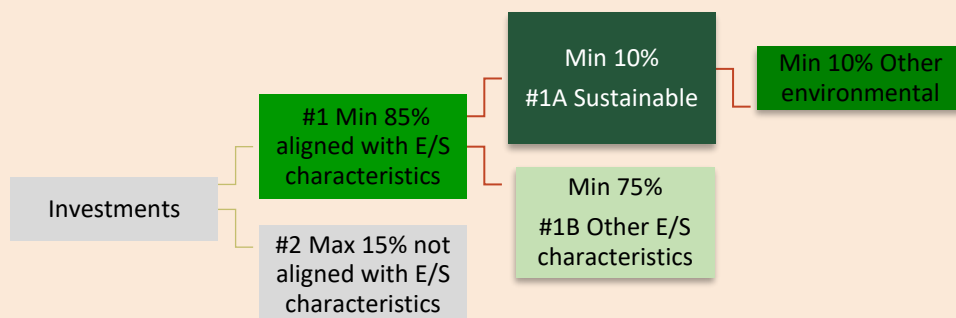 Investments
#1 Min 85%
aligned with E/S
characteristics
#2 Max 15% not
aligned with E/S
characteristics
Min 10%
#1A Sustainable
Min 75%
#1B Other E/S
characteristics
Min 10% Other
environmental